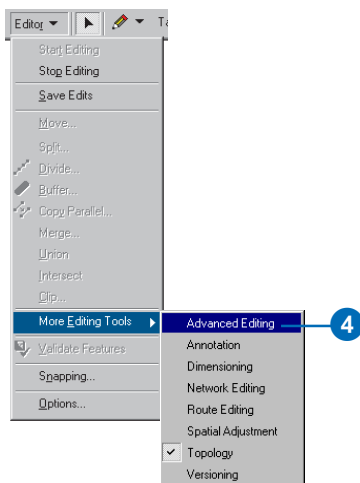 Editor
Ta
Start Editing
Stop Editing
Save Edits
Move...
Split...
Divide...
Buffer...
Copy Parallel...
Merge...
Union
Intersect
Clip...
More Editing Tools
Advanced Editing
4
Annotation
Validate Features
Dimensioning
Snapping...
Network Editing
Options...
Route Editing
Spatial Adjustment
Topology
Versioning